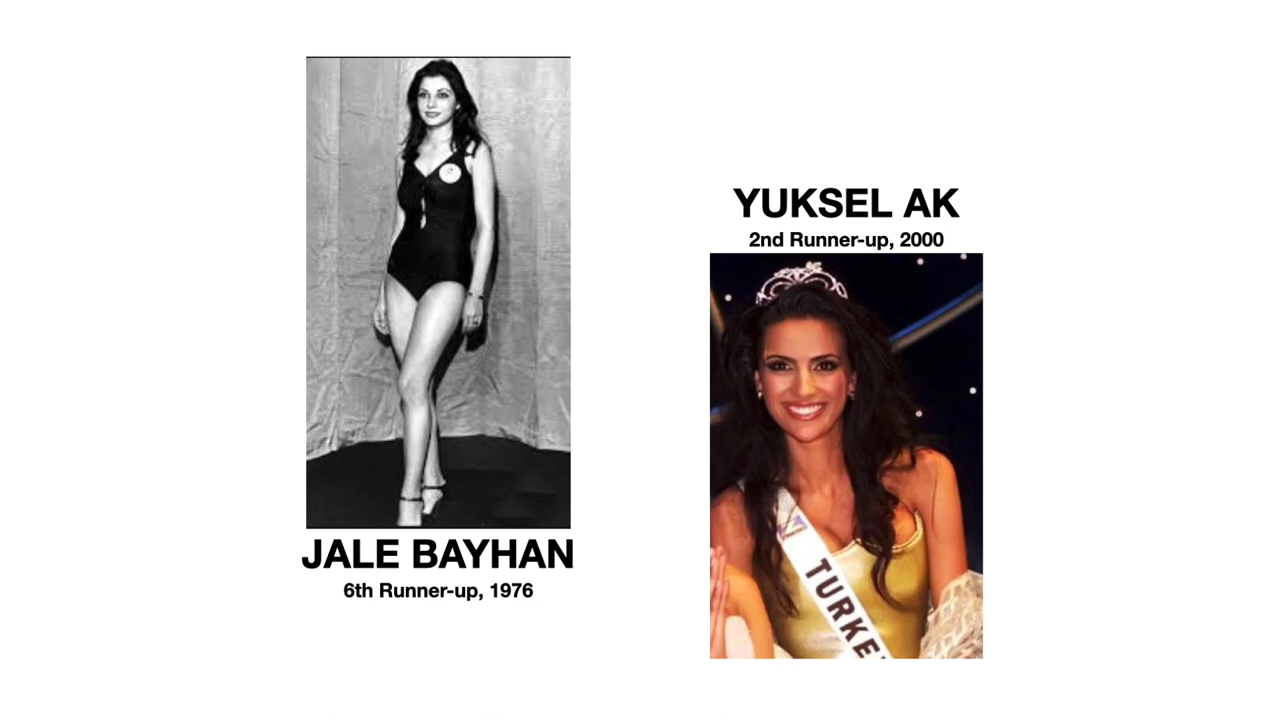 JALE BAYHAN
6th Runner-up, 1976
YUKSEL AK
2nd Runner-up, 2000
TURKE